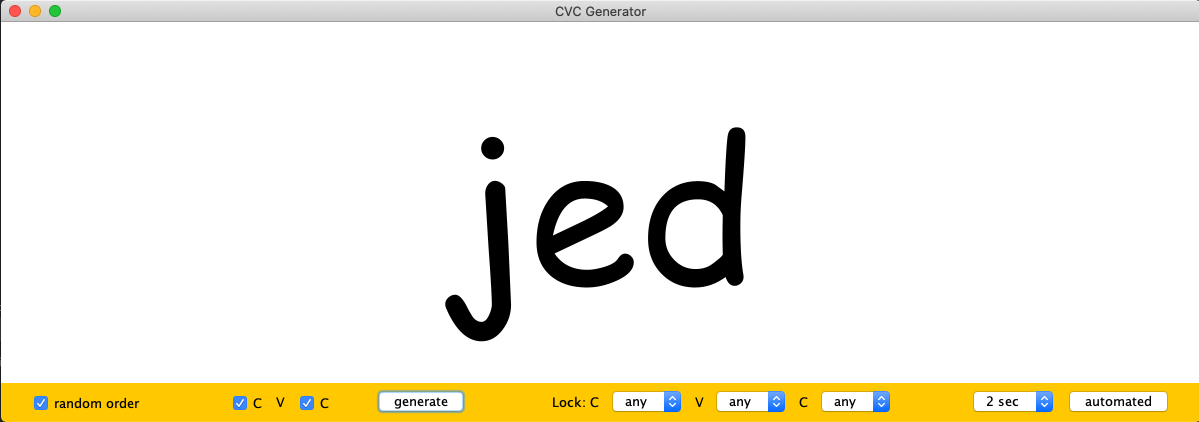 CVC Generator
jed
random order C V C generate Lock: C any V any C any 2 sec automated